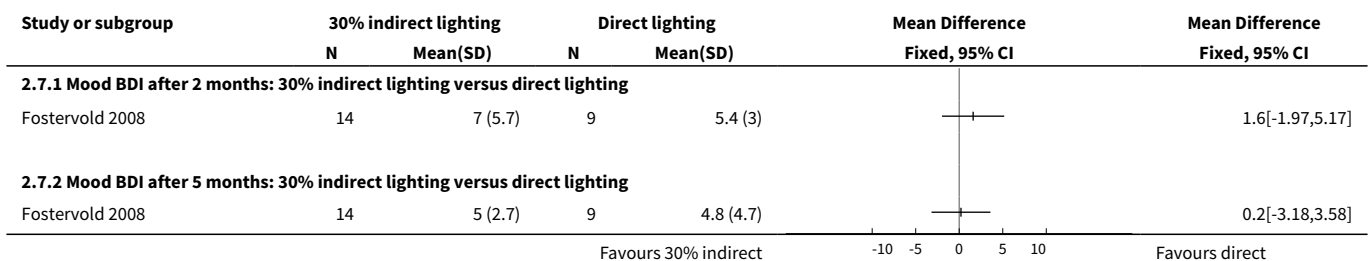 Study or subgroup 30% indirect lighting Direct lighting Mean Difference Mean Difference
N Mean(SD) N Mean(SD) Fixed, 95% CI Fixed, 95% CI
2.7.1 Mood BDI after 2 months: 30% indirect lighting versus direct lighting
Fostervold 2008 14 7 (5.7) 9 5.4 (3) 1.6[-1.97,5.17]
2.7.2 Mood BDI after 5 months: 30% indirect lighting versus direct lighting
Fostervold 2008 14 5 (2.7) 9 4.8 (4.7) 0.2[-3.18,3.58]
Favours 30% indirect -10 -5 0 5 10 Favours direct